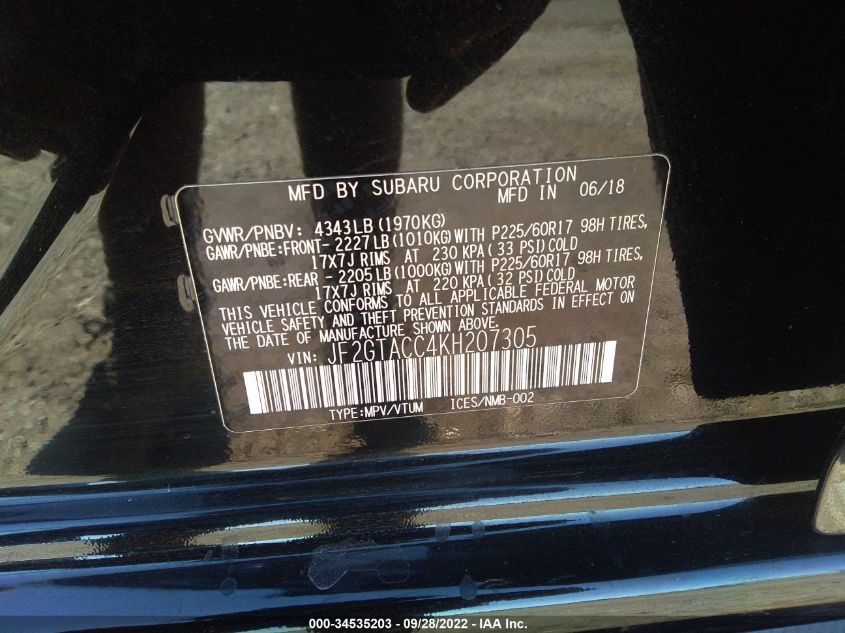 MFD BY SUBARU CORPORATION
MFD IN 06/18
GVWR/PNBV: 4343LB (1970KG)
GAWR/PNBE:FRONT- 2227LB (1010KG) WITH P225/60R17 98H TIRES,
17X7J RIMS AT 230 KPA (33 PSI) COLD
GAWR/PNBE:REAR - 2205LB (1000KG) WITH P225/60R17 98H TIRES,
17X7J RIMS AT 220 KPA (32 PSI) COLD
THIS VEHICLE CONFORMS TO ALL APPLICABLE FEDERAL MOTOR
VEHICLE SAFETY AND THEFT PREVENTION STANDARDS IN EFFECT ON
THE DATE OF MANUFACTURE SHOWN ABOVE.
VIN: JF2GTACC4KH207305
TYPE:MPV/VTUM ICES/NMB-002
000-34535203 - 09/28/2022 - IAA Inc.